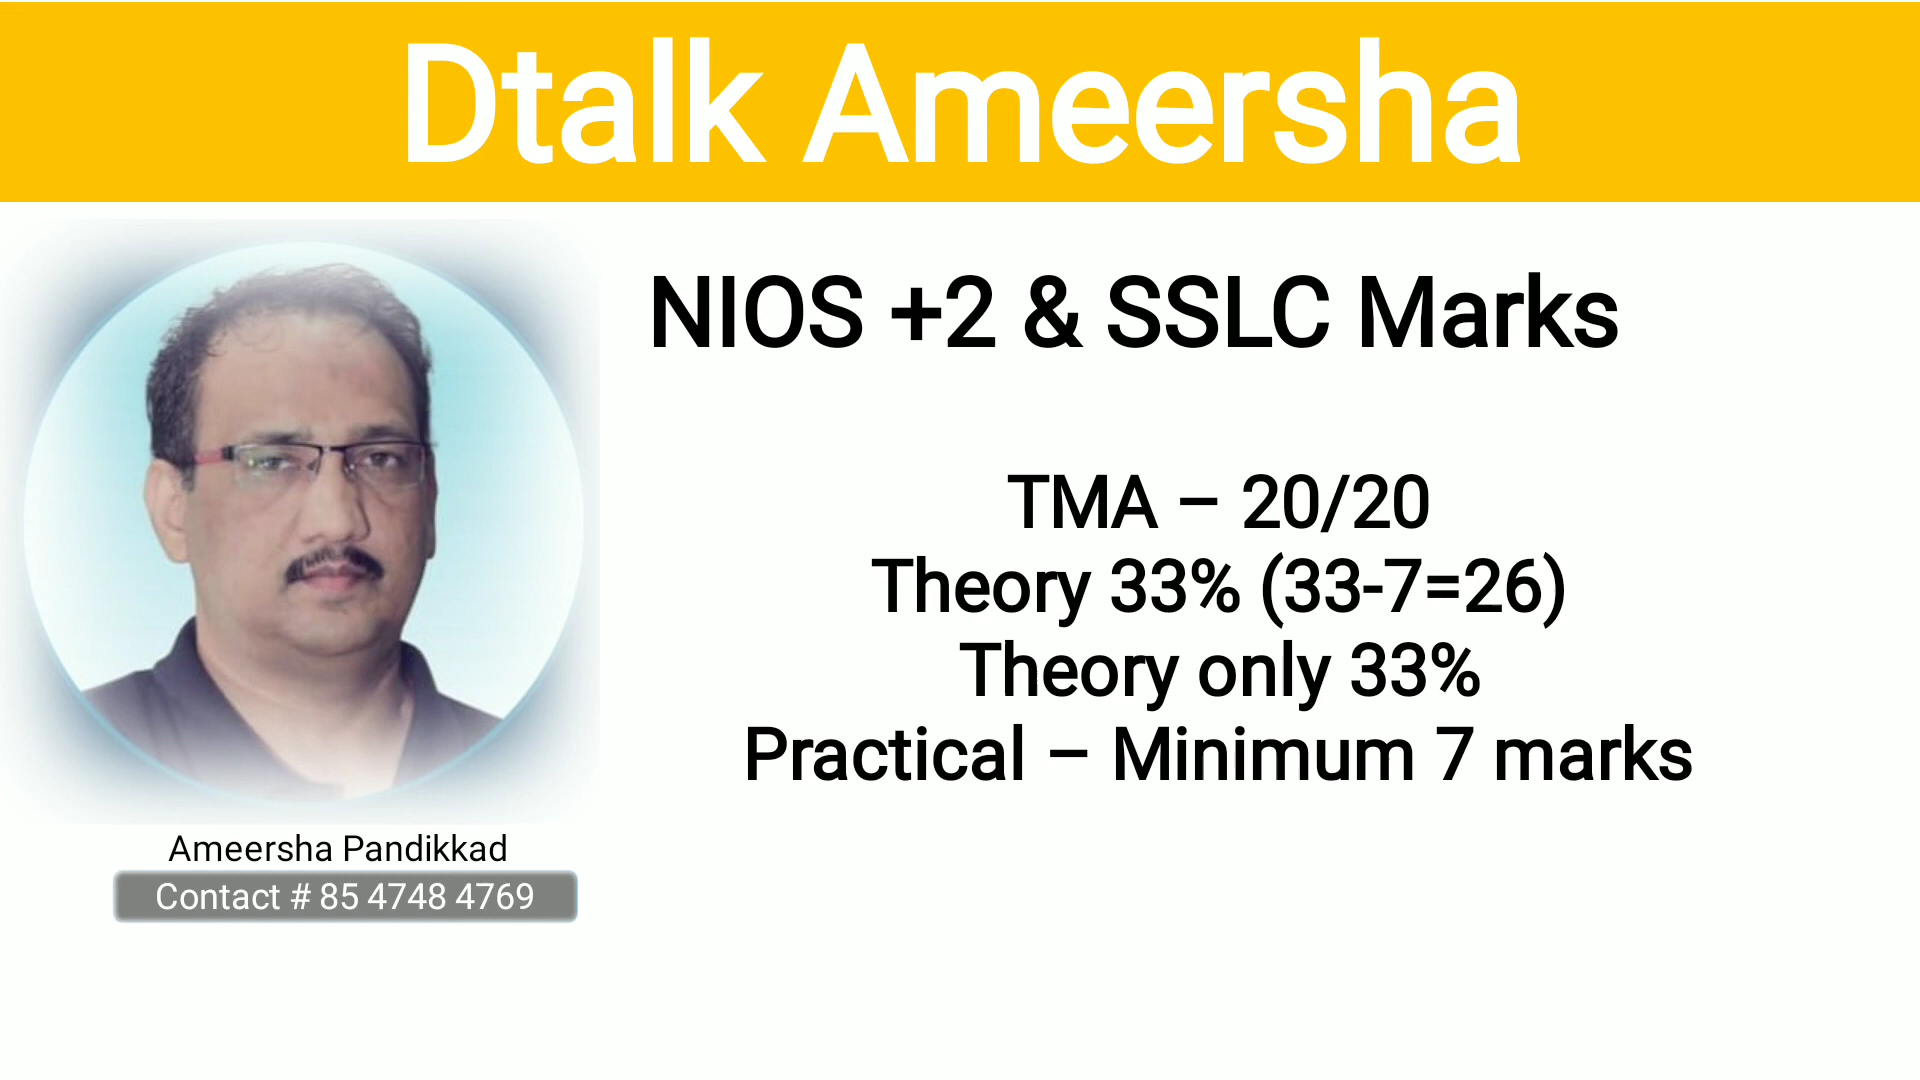 Dtalk Ameersha
NIOS +2 & SSLC Marks
TMA – 20/20
Theory 33% (33-7=26)
Theory only 33%
Practical – Minimum 7 marks
Ameersha Pandikkad
Contact # 85 4748 4769